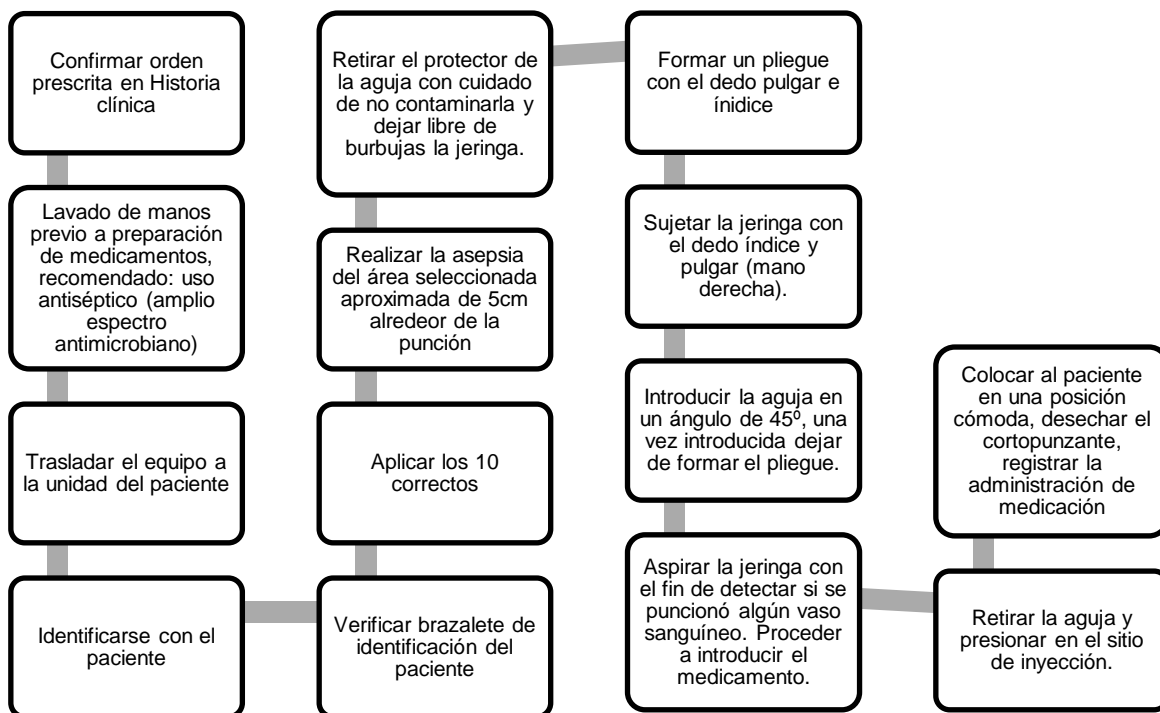 Confirmar orden
prescrita en Historia
clínica
Lavado de manos
previo a preparación
de medicamentos,
recomendado: uso
antiséptico (amplio
espectro
antimicrobiano)
Trasladar el equipo a
la unidad del paciente
Identificarse con el
paciente
Verificar brazalete de
identificación del
paciente
Aplicar los 10
correctos
Realizar la asepsia
del área seleccionada
aproximada de 5cm
alredeor de la
punción
Retirar el protector de
la aguja con cuidado
de no contaminarla y
dejar libre de
burbujas la jeringa.
Formar un pliegue
con el dedo pulgar e
ínidice
Sujetar la jeringa con
el dedo índice y
pulgar (mano
derecha).
Introducir la aguja en
un ángulo de 45º, una
vez introducida dejar
de formar el pliegue.
Aspirar la jeringa con
el fin de detectar si se
puncionó algún vaso
sanguíneo. Proceder
a introducir el
medicamento.
Retirar la aguja y
presionar en el sitio
de inyección.
Colocar al paciente
en una posición
cómoda, desechar el
cortopunzante,
registrar la
administración de
medicación